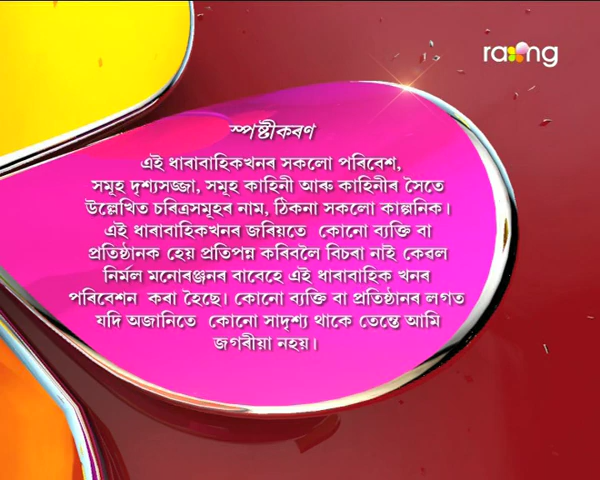 rang
স্পষ্টীকৰণ
এই ধাৰাবাহিকখনৰ সকলো পৰিবেশ,
সমূহ দৃশ্যসজ্জা, সমূহ কাহিনী আৰু কাহিনীৰ সৈতে
উল্লেখিত চৰিত্ৰসমূহৰ নাম, ঠিকনা সকলো কাল্পনিক।
এই ধাৰাবাহিকখনৰ জৰিয়তে কোনো ব্যক্তি বা
প্ৰতিষ্ঠানক হেয় প্ৰতিপন্ন কৰিবলৈ বিচৰা নাই কেৱল
নিৰ্মল মনোৰঞ্জনৰ বাবেহে এই ধাৰাবাহিক খনৰ
পৰিবেশন কৰা হৈছে। কোনো ব্যক্তি বা প্ৰতিষ্ঠানৰ লগত
যদি অজানিতে কোনো সাদৃশ্য থাকে তেন্তে আমি
জগৰীয়া নহয়।